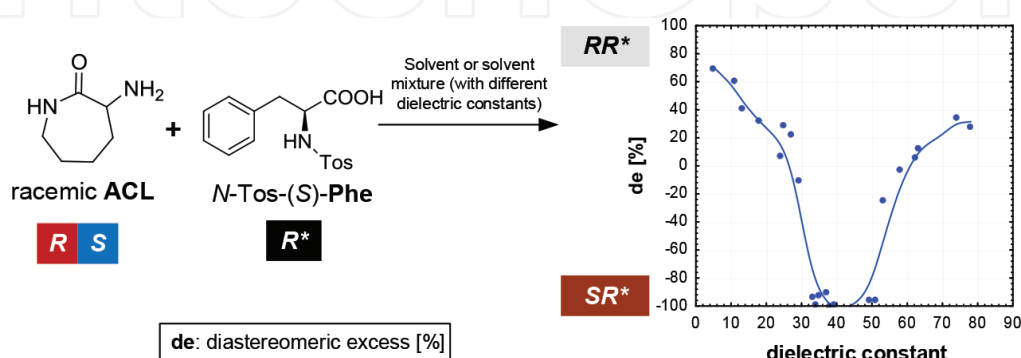 O
NH₂
HN
racemic ACL
R S
+
COOH
HN
Tos
N-Tos-(S)-Phe
R*
Solvent or solvent
mixture (with different
dielectric constants)
de: diastereomeric excess [%]
RR*
SR*
de [%]
100
80
60
40
20
0
-20
-40
-60
-80
-100
0 10 20 30 40 50 60 70 80 90
dielectric constant